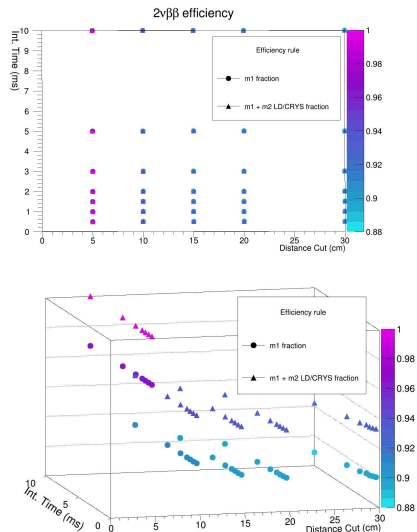 2νββ efficiency
Int. Time (ms)
10
9
8
7
6
5
4
3
2
1
0
0 5 10 15 20 25 30
Distance Cut (cm)
Efficiency rule
m1 fraction
m1 + m2 LD/CRYS fraction
1
0.98
0.96
0.94
0.92
0.9
0.88
Efficiency rule
m1 fraction
m1 + m2 LD/CRYS fraction
1
0.98
0.96
0.94
0.92
0.9
0.88
10
5
0
Int. Time (ms)
0 5 10 15 20 25 30
Distance Cut (cm)